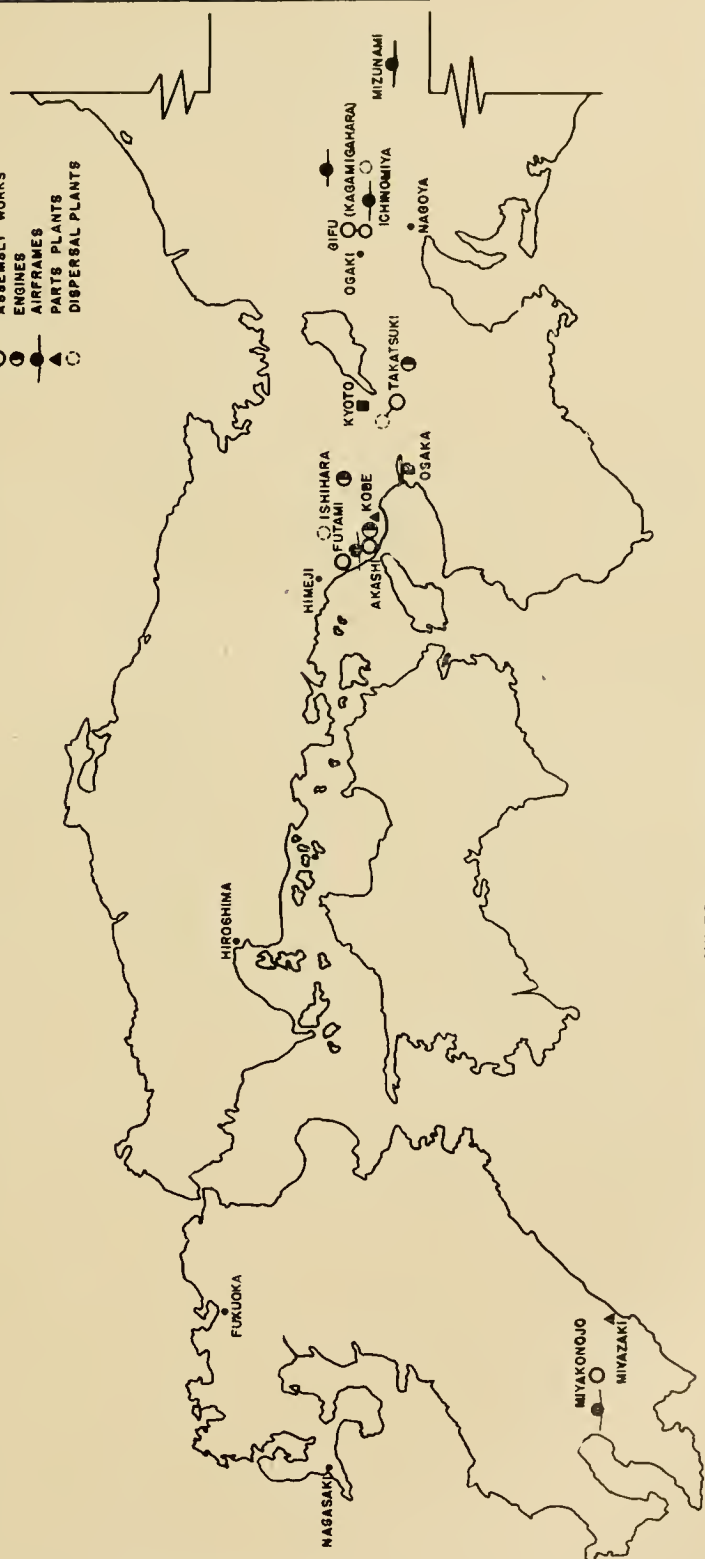 ASSEMBLY WORKS
ENGINES
AIRFRAMES
PARTS PLANTS
DISPERSAL PLANTS
MIZUNAMI
GIFU
(KAGAMIGAHARA)
OGAKI
ICHINOMIYA
NAGOYA
KYOTO
TAKATSUKI
ISHIHARA
FUTAMI
KOBE
OSAKA
HIMEJI
AKASHI
HIROSHIMA
FUKUOKA
NAGASAKI
MIYAKONOJO
MIYAZAKI